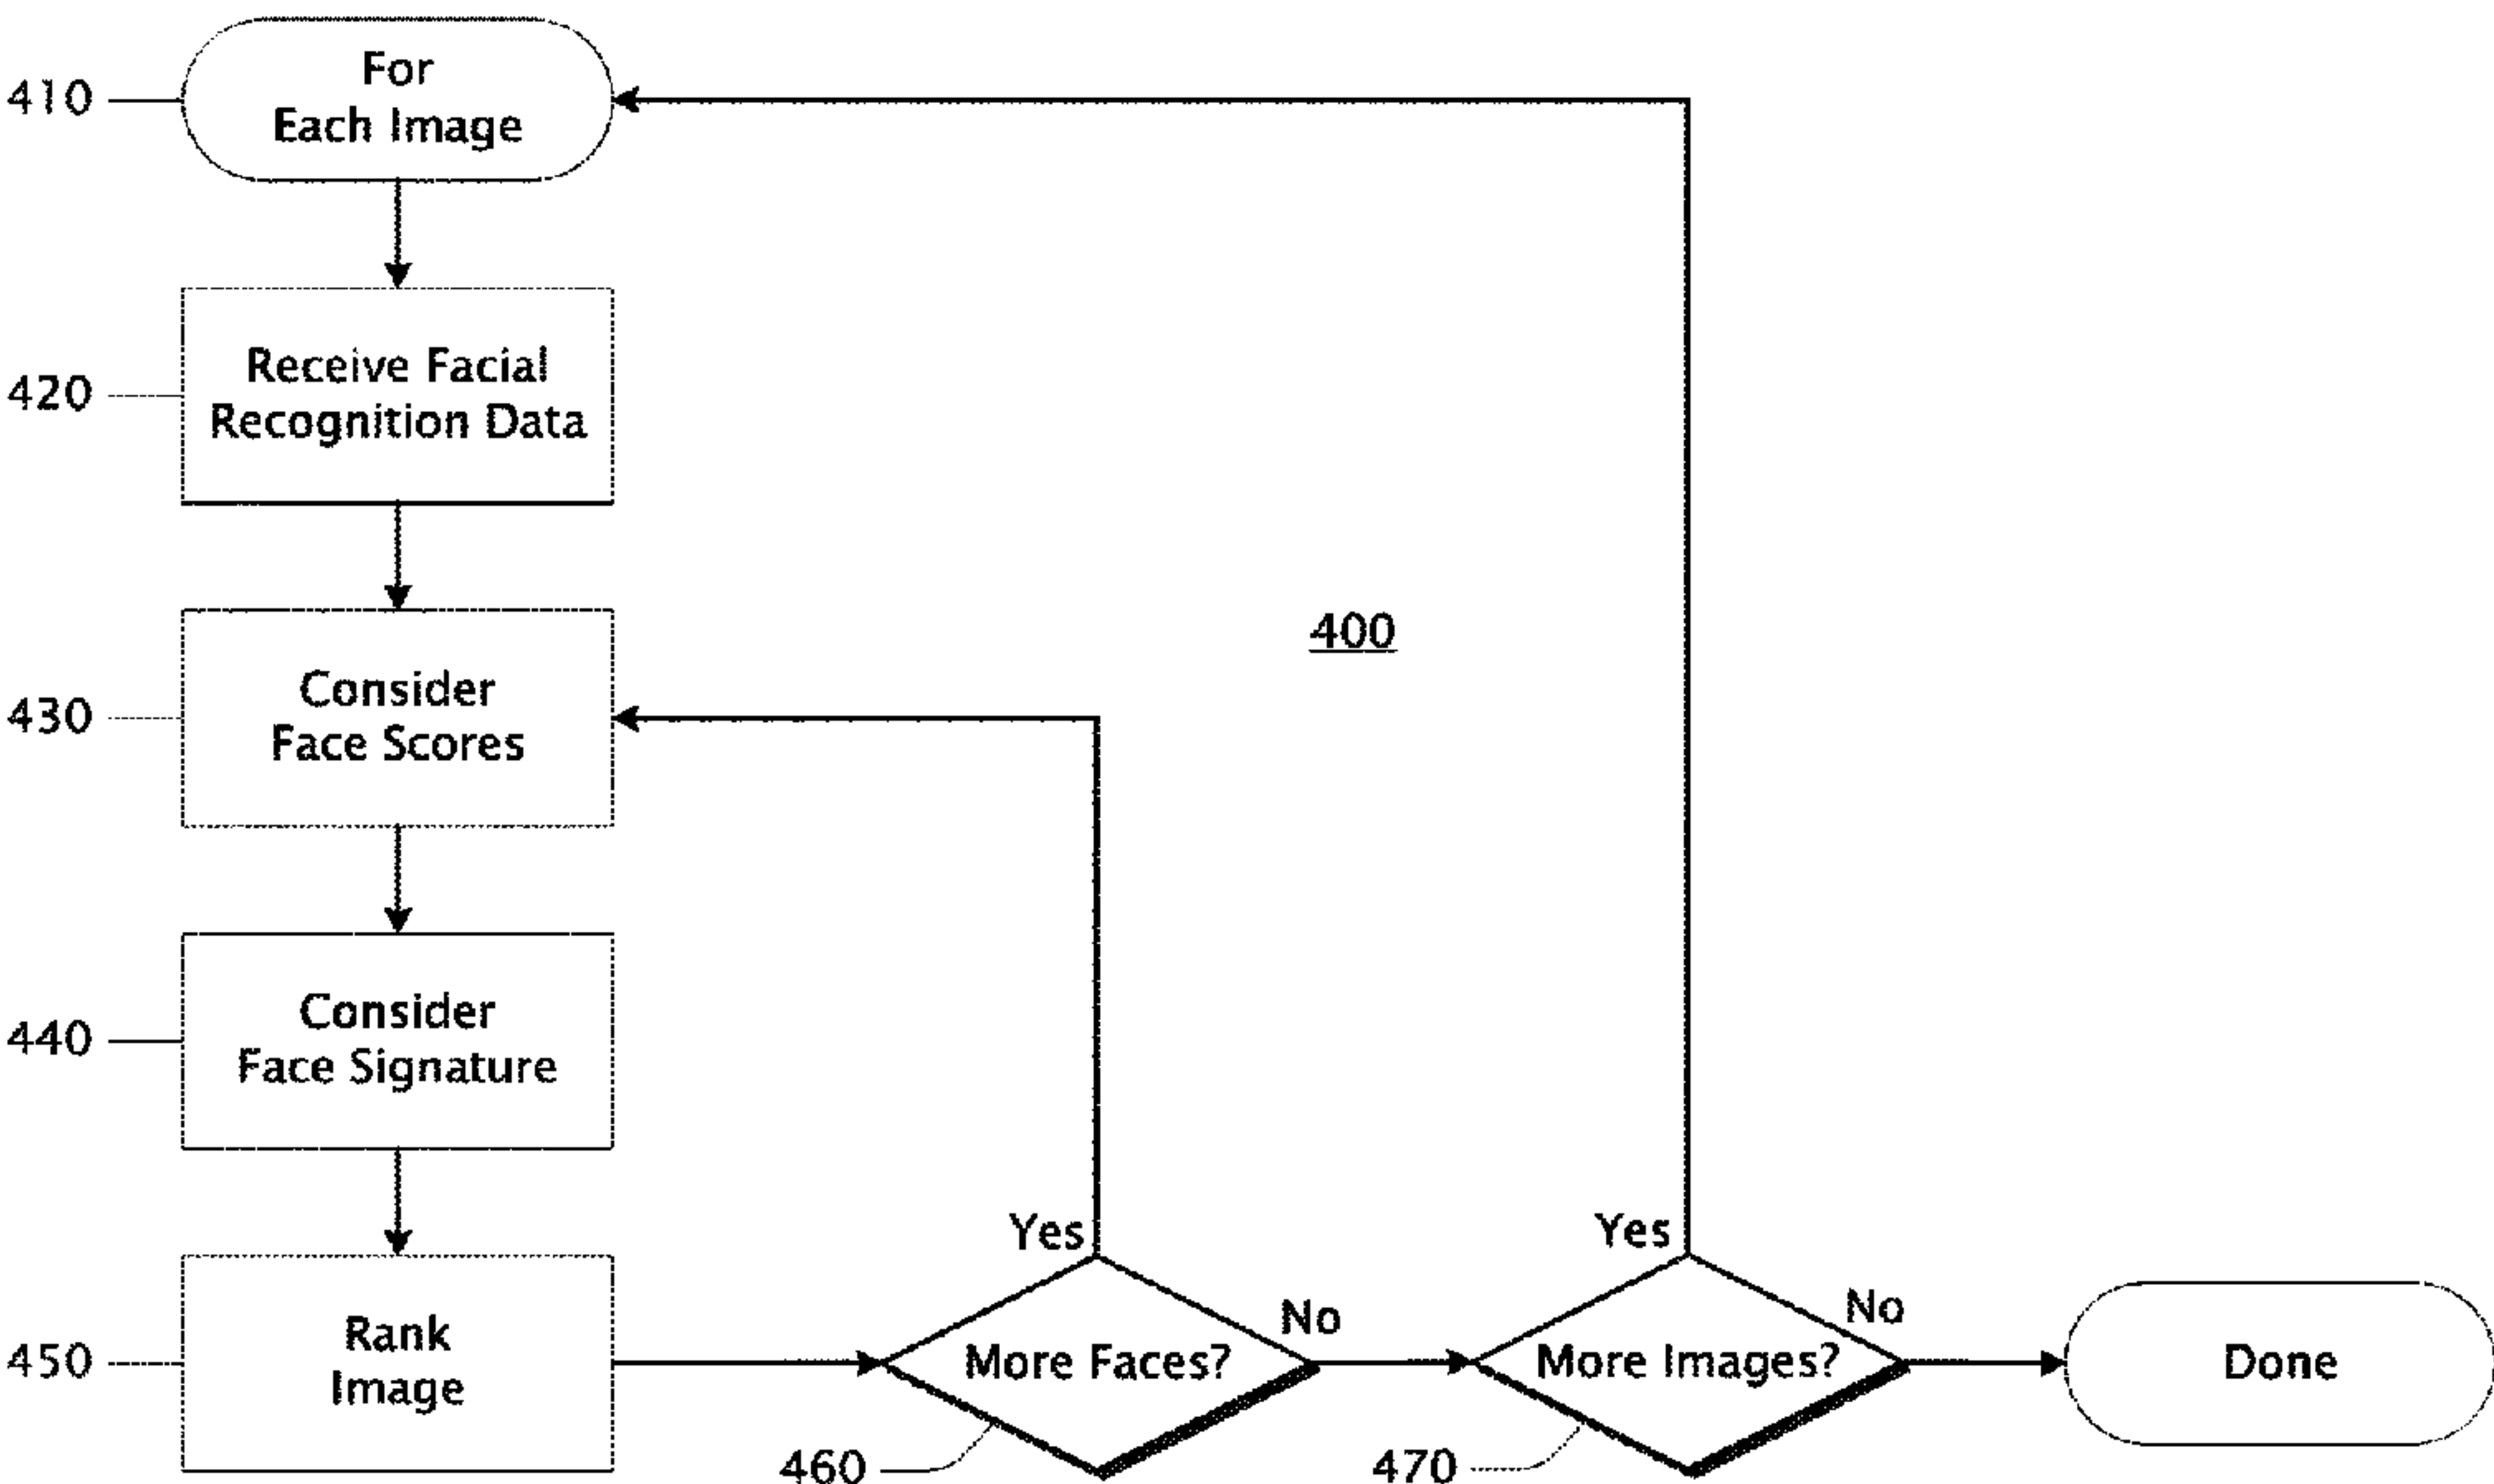 410
For
Each Image
420
Receive Facial
Recognition Data
400
430
Consider
Face Scores
440
Consider
Face Signature
Yes
Yes
450
Rank
Image
More Faces?
No
More Images?
No
Done
460
470